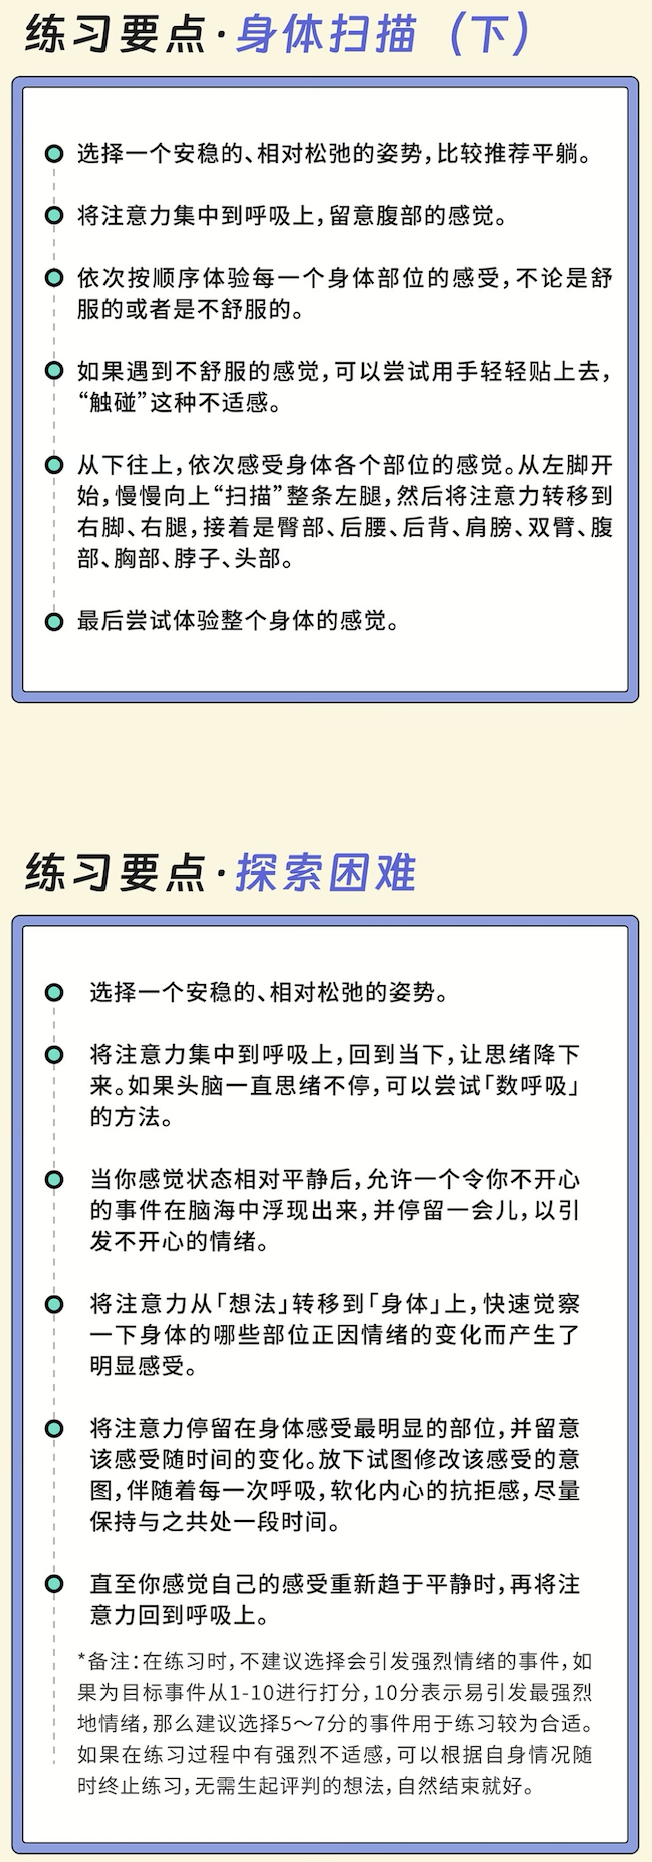 练习要点·身体扫描（下）
选择一个安稳的、相对松弛的姿势，比较推荐平躺。
将注意力集中到呼吸上，留意腹部的感觉。
依次按顺序体验每一个身体部位的感受，不论是舒
服的或者是不舒服的。
如果遇到不舒服的感觉，可以尝试用手轻轻贴上去，
“触碰”这种不适感。
从下往上，依次感受身体各个部位的感觉。从左脚开
始，慢慢向上“扫描”整条左腿，然后将注意力转移到
右脚、右腿，接着是臀部、后腰、后背、肩膀、双臂、腹
部、胸部、脖子、头部。
最后尝试体验整个身体的感觉。
练习要点·探索困难
选择一个安稳的、相对松弛的姿势。
将注意力集中到呼吸上，回到当下，让思绪降下
来。如果头脑一直思绪不停，可以尝试「数呼吸」
的方法。
当你感觉状态相对平静后，允许一个令你不开心
的事件在脑海中浮现出来，并停留一会儿，以引
发不开心的情绪。
将注意力从「想法」转移到「身体」上，快速觉察
一下身体的哪些部位正因情绪的变化而产生了
明显感受。
将注意力停留在身体感受最明显的部位，并留意
该感受随时间的变化。放下试图修改该感受的意
图，伴随着每一次呼吸，软化内心的抗拒感，尽量
保持与之共处一段时间。
直至你感觉自己的感受重新趋于平静时，再将注
意力回到呼吸上。
*备注：在练习时，不建议选择会引发强烈情绪的事件，如
果为目标事件从1-10进行打分，10分表示易引发最强烈
地情绪，那么建议选择5～7分的事件用于练习较为合适。
如果在练习过程中有强烈不适感，可以根据自身情况随
时终止练习，无需生起评判的想法，自然结束就好。